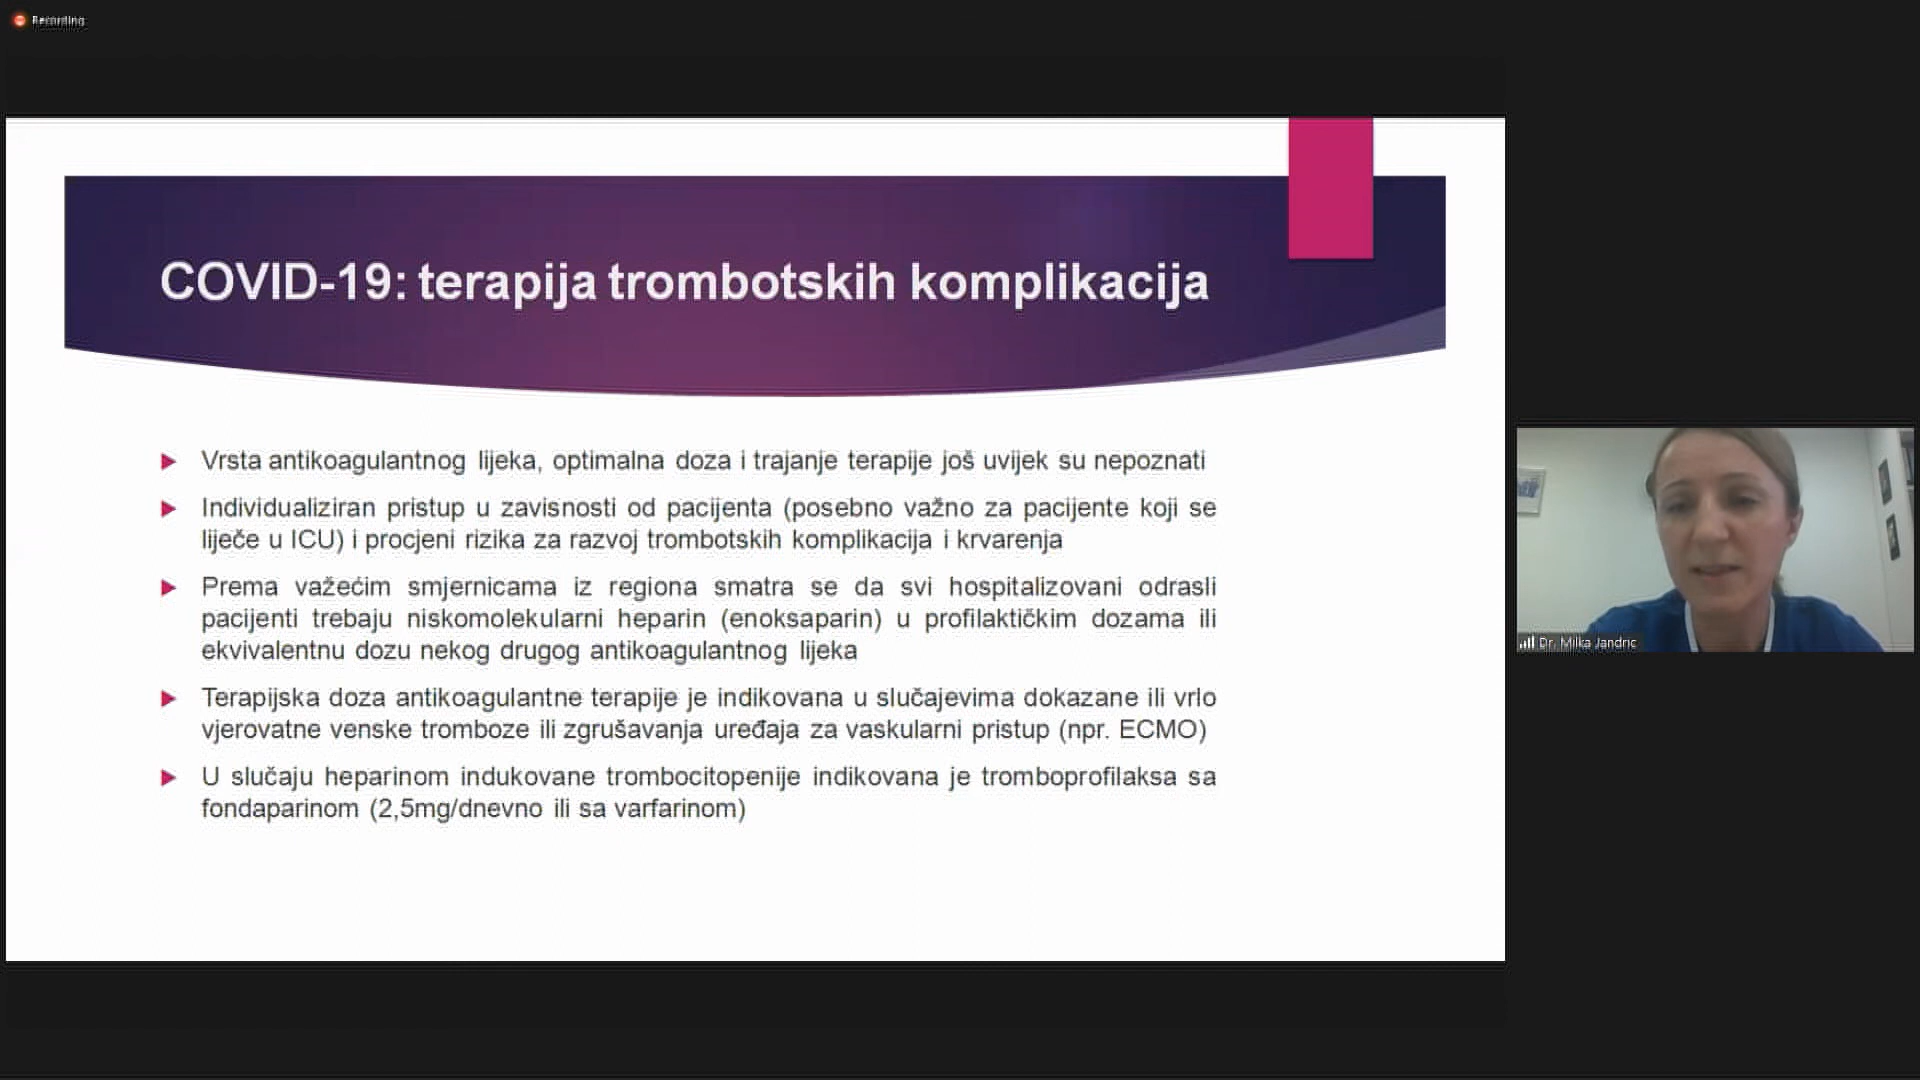 Recording
COVID-19: terapija trombotskih komplikacija
Vrsta antikoagulantnog lijeka, optimalna doza i trajanje terapije još uvijek su nepoznati
Individualiziran pristup u zavisnosti od pacijenta (posebno važno za pacijente koji se
liječe u ICU) i procjeni rizika za razvoj trombotskih komplikacija i krvarenja
Prema važećim smjernicama iz regiona smatra se da svi hospitalizovani odrasli
pacijenti trebaju niskomolekularni heparin (enoksaparin) u profilaktičkim dozama ili
ekvivalentnu dozu nekog drugog antikoagulantnog lijeka
Terapijska doza antikoagulantne terapije je indikovana u slučajevima dokazane ili vrlo
vjerovatne venske tromboze ili zgrušavanja uređaja za vaskularni pristup (npr. ECMO)
U slučaju heparinom indukovane trombocitopenije indikovana je tromboprofilaksa sa
fondaparinom (2,5mg/dnevno ili sa varfarinom)
Dr. Milka Jandric